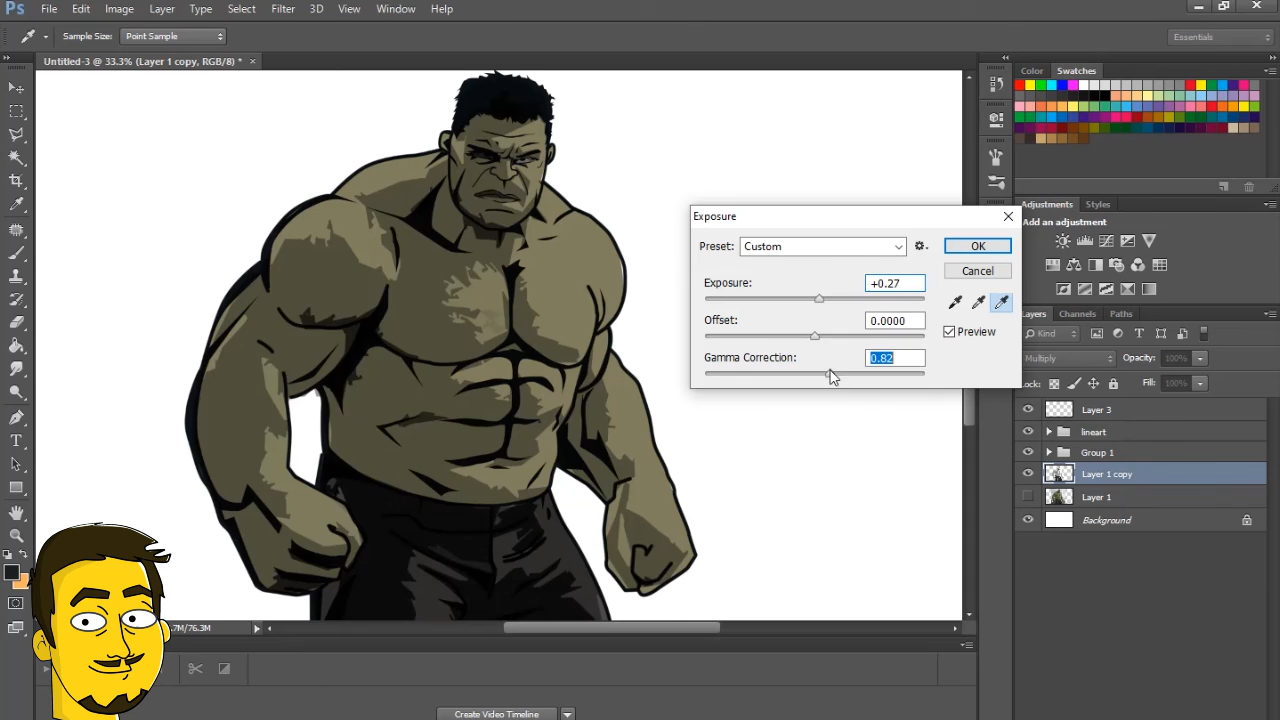 Ps File Edit Image Layer Type Select Filter 3D View Window Help
Sample Size: Point Sample
Essentials
Untitled-3 @ 33.3% (Layer 1 copy, RGB/8) * ×
Color Swatches
Exposure
Preset: Custom
OK
Exposure: +0.27
Cancel
Offset: 0.0000
Preview
Gamma Correction: 0.82
Adjustments Styles
Add an adjustment
Layers Channels Paths
Kind
Multiply Opacity: 100%
Lock: Fill: 100%
Layer 3
lineart
Group 1
Layer 1 copy
Layer 1
Background
.7M/76.3M
Create Video Timeline